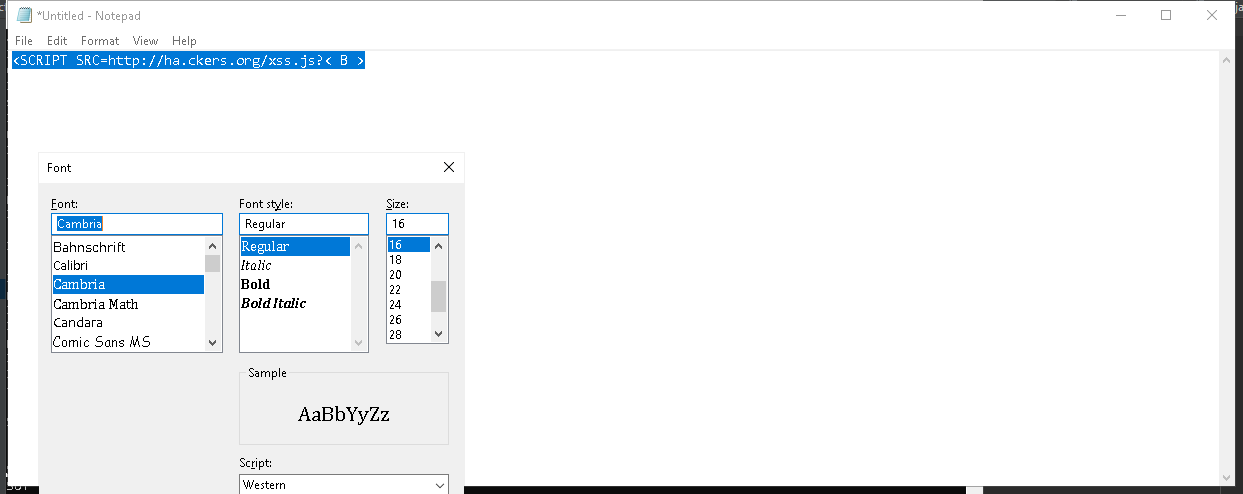 *Untitled - Notepad
File Edit Format View Help
<SCRIPT SRC=http://ha.ckers.org/xss.js?< B >
Font
Font: Font style: Size:
Cambria Regular 16
Bahnschrift Regular 16
Calibri Italic 18
Cambria Bold 20
Cambria Math Bold Italic 22
Candara 24
Comic Sans MS 26
28
Sample
AaBbYyZz
Script:
Western